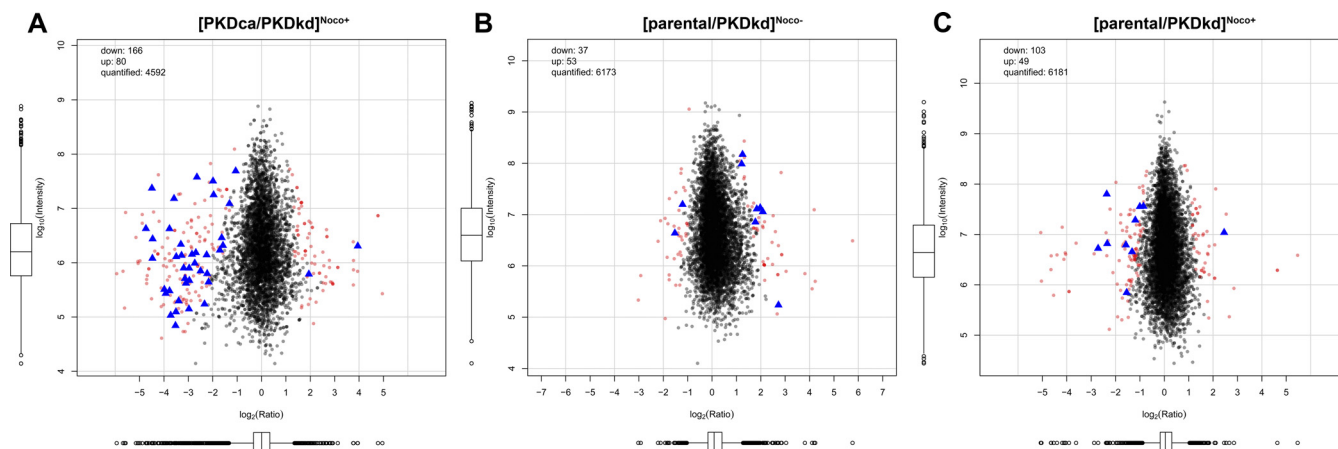 A
[PKDca/PKDkd]Noco+
down: 166
up: 80
quantified: 4592
10
9
8
7
6
5
4
log10(Intensity)
-5 -4 -3 -2 -1 0 1 2 3 4 5
log2(Ratio)
B
[parental/PKDkd]Noco-
down: 37
up: 53
quantified: 6173
10
9
8
7
6
5
4
log10(Intensity)
-7 -6 -5 -4 -3 -2 -1 0 1 2 3 4 5 6 7
log2(Ratio)
C
[parental/PKDkd]Noco+
down: 103
up: 49
quantified: 6181
10
9
8
7
6
5
log10(Intensity)
-5 -4 -3 -2 -1 0 1 2 3 4 5
log2(Ratio)